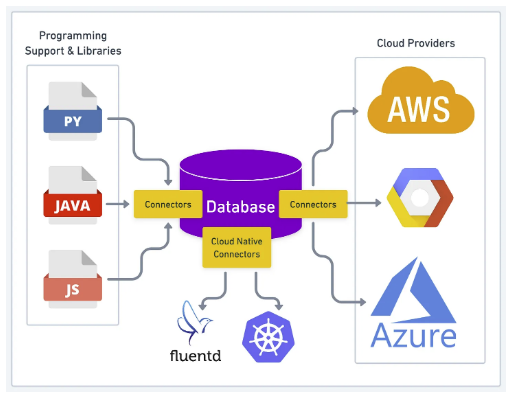 Programming
Support & Libraries
PY
JAVA
JS
Connectors
Database
Connectors
Cloud Native
Connectors
fluentd
Cloud Providers
AWS
Azure